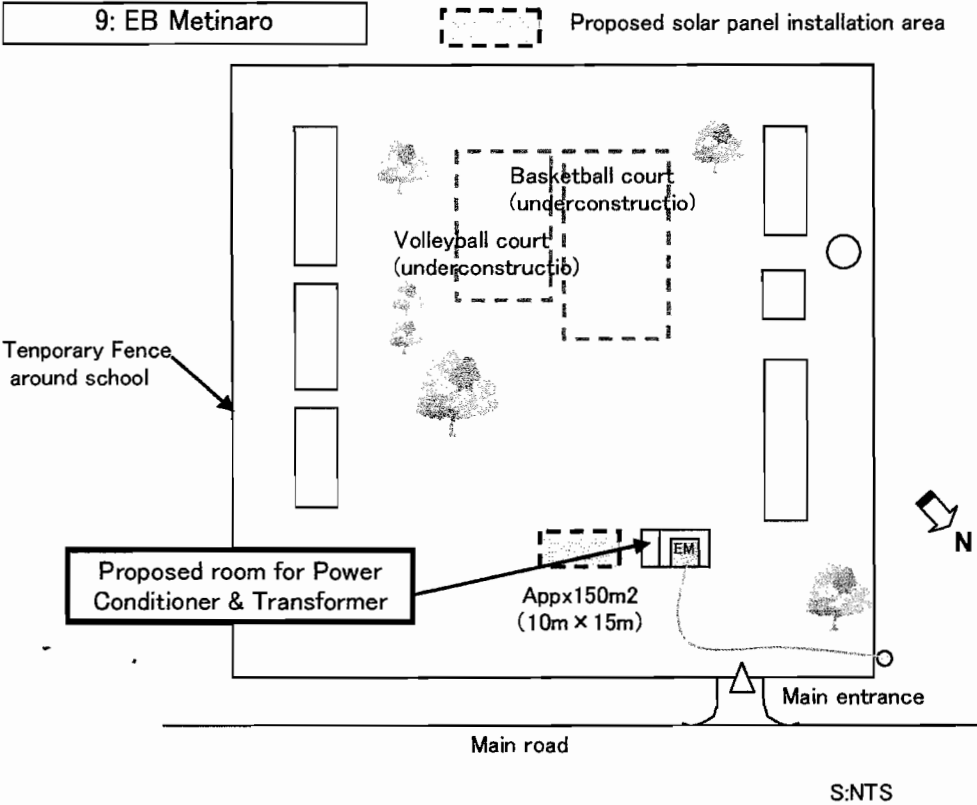 9: EB Metinaro
Proposed solar panel installation area
Basketball court
(underconstructio)
Volleyball court
(underconstructio)
Tenporary Fence
around school
N
EM
Proposed room for Power
Conditioner & Transformer
Appx150m2
(10m×15m)
Main entrance
Main road
S:NTS